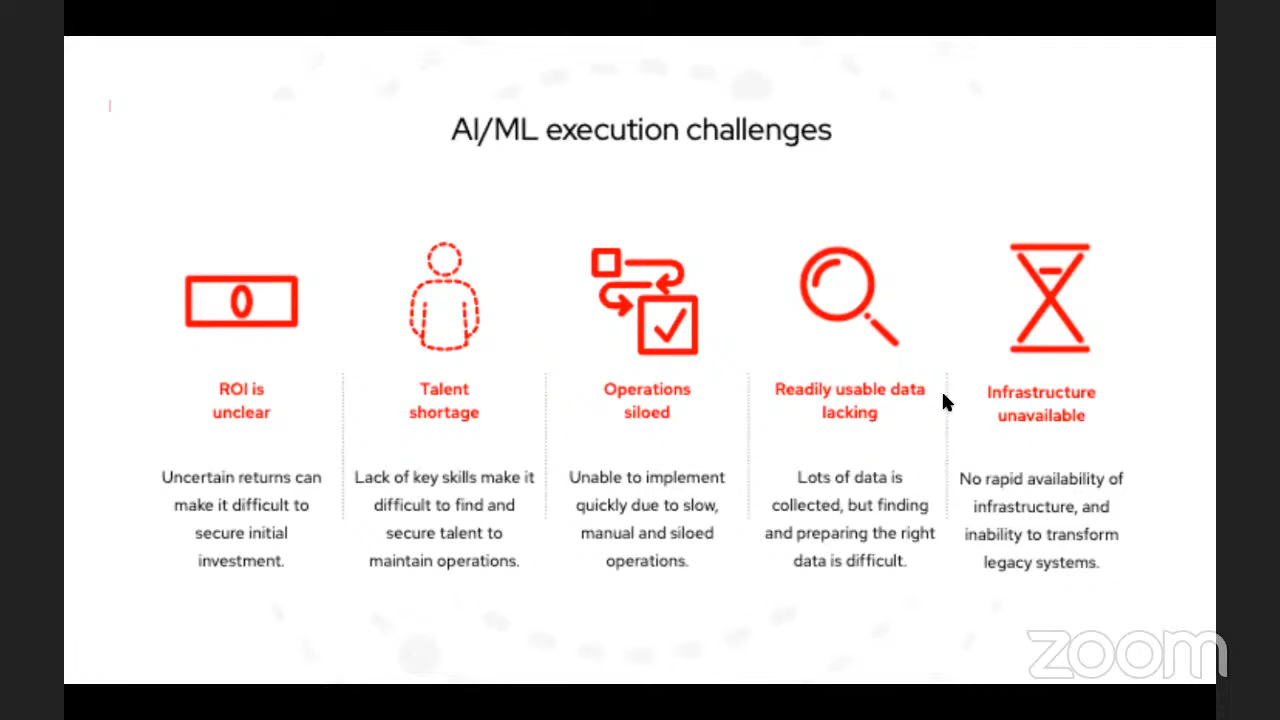 AI/ML execution challenges
ROI is
unclear
Uncertain returns can
make it difficult to
secure initial
investment.
Talent
shortage
Lack of key skills make it
difficult to find and
secure talent to
maintain operations.
Operations
siloed
Unable to implement
quickly due to slow,
manual and siloed
operations.
Readily usable data
lacking
Lots of data is
collected, but finding
and preparing the right
data is difficult.
Infrastructure
unavailable
No rapid availability of
infrastructure, and
inability to transform
legacy systems.
zoom